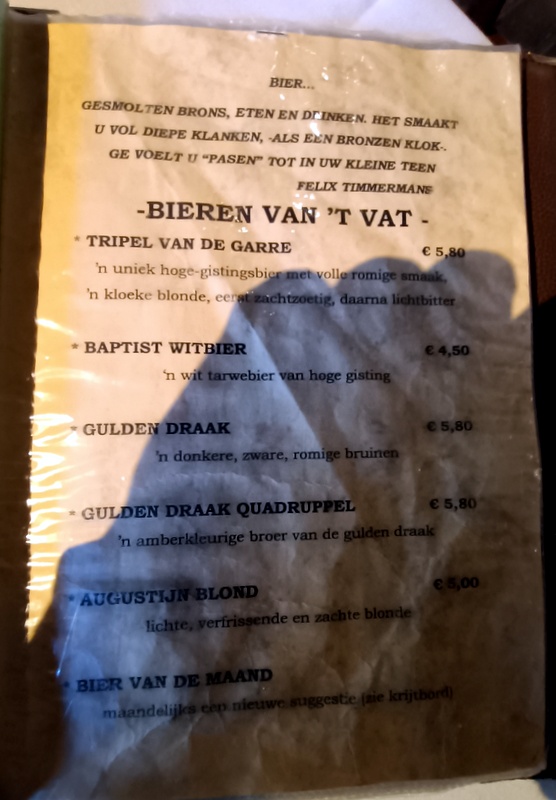 BIER...
GESMOLTEN BRONS, ETEN EN DRINKEN. HET SMAAKT
U VOL DIEPE KLANKEN, -ALS EEN BRONZEN KLOK-.
GE VOELT U “PASEN” TOT IN UW KLEINE TEEN
FELIX TIMMERMANS
-BIEREN VAN 'T VAT -
* TRIPEL VAN DE GARRE € 5,80
'n uniek hoge-gistingsbier met volle romige smaak,
'n kloeke blonde, eerst zachtzoetig, daarna lichtbitter
* BAPTIST WITBIER € 4,50
'n wit tarwebier van hoge gisting
* GULDEN DRAAK € 5,80
'n donkere, zware, romige bruinen
* GULDEN DRAAK QUADRUPPEL € 5,80
'n amberkleurige broer van de gulden draak
* AUGUSTIJN BLOND € 5,00
lichte, verfrissende en zachte blonde
* BIER VAN DE MAAND
maandelijks een nieuwe suggestie (zie krijtbord)